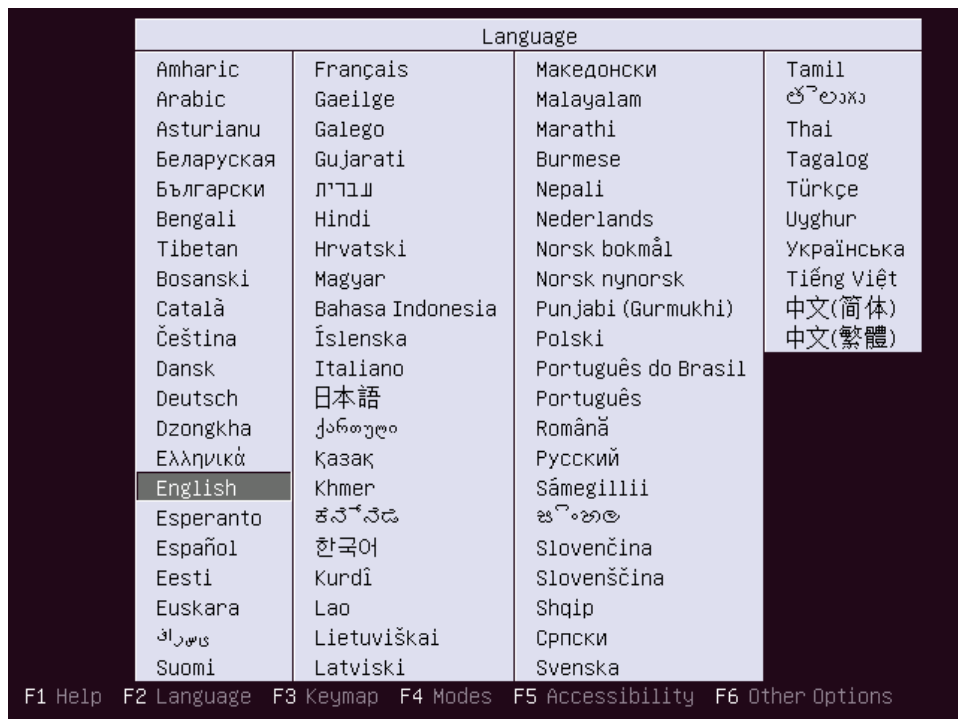 Language
Amharic
Arabic
Asturianu
Беларуская
Български
Bengali
Tibetan
Bosanski
Català
Čeština
Dansk
Deutsch
Dzongkha
Ελληνικά
English
Esperanto
Español
Eesti
Euskara
ﻰﺳرﺎﻓ
Suomi
Français
Gaeilge
Galego
Gujarati
עברית
Hindi
Hrvatski
Magyar
Bahasa Indonesia
Íslenska
Italiano
日本語
ქართული
Қазақ
Khmer
ಕನ್ನಡ
한국어
Kurdî
Lao
Lietuviškai
Latviski
Македонски
Malayalam
Marathi
Burmese
Nepali
Nederlands
Norsk bokmål
Norsk nynorsk
Punjabi (Gurmukhi)
Polski
Português do Brasil
Português
Română
Русский
Sámegillii
සිංහල
Slovenčina
Slovenščina
Shqip
Српски
Svenska
Tamil
తెలుగు
Thai
Tagalog
Türkçe
Uyghur
Українська
Tiếng Việt
中文(简体)
中文(繁體)
F1 Help F2 Language F3 Keymap F4 Modes F5 Accessibility F6 Other Options